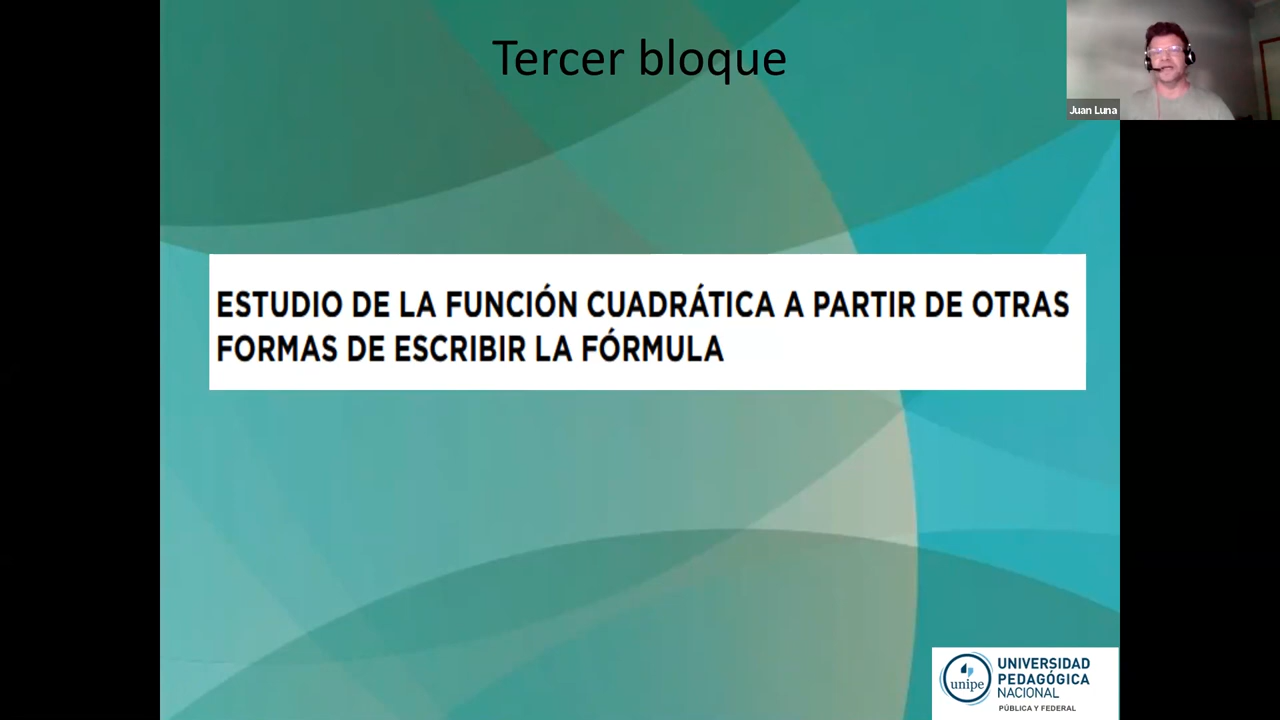 Tercer bloque
Juan Luna
ESTUDIO DE LA FUNCIÓN CUADRÁTICA A PARTIR DE OTRAS
FORMAS DE ESCRIBIR LA FÓRMULA
unipe
UNIVERSIDAD
PEDAGÓGICA
NACIONAL
PÚBLICA Y FEDERAL